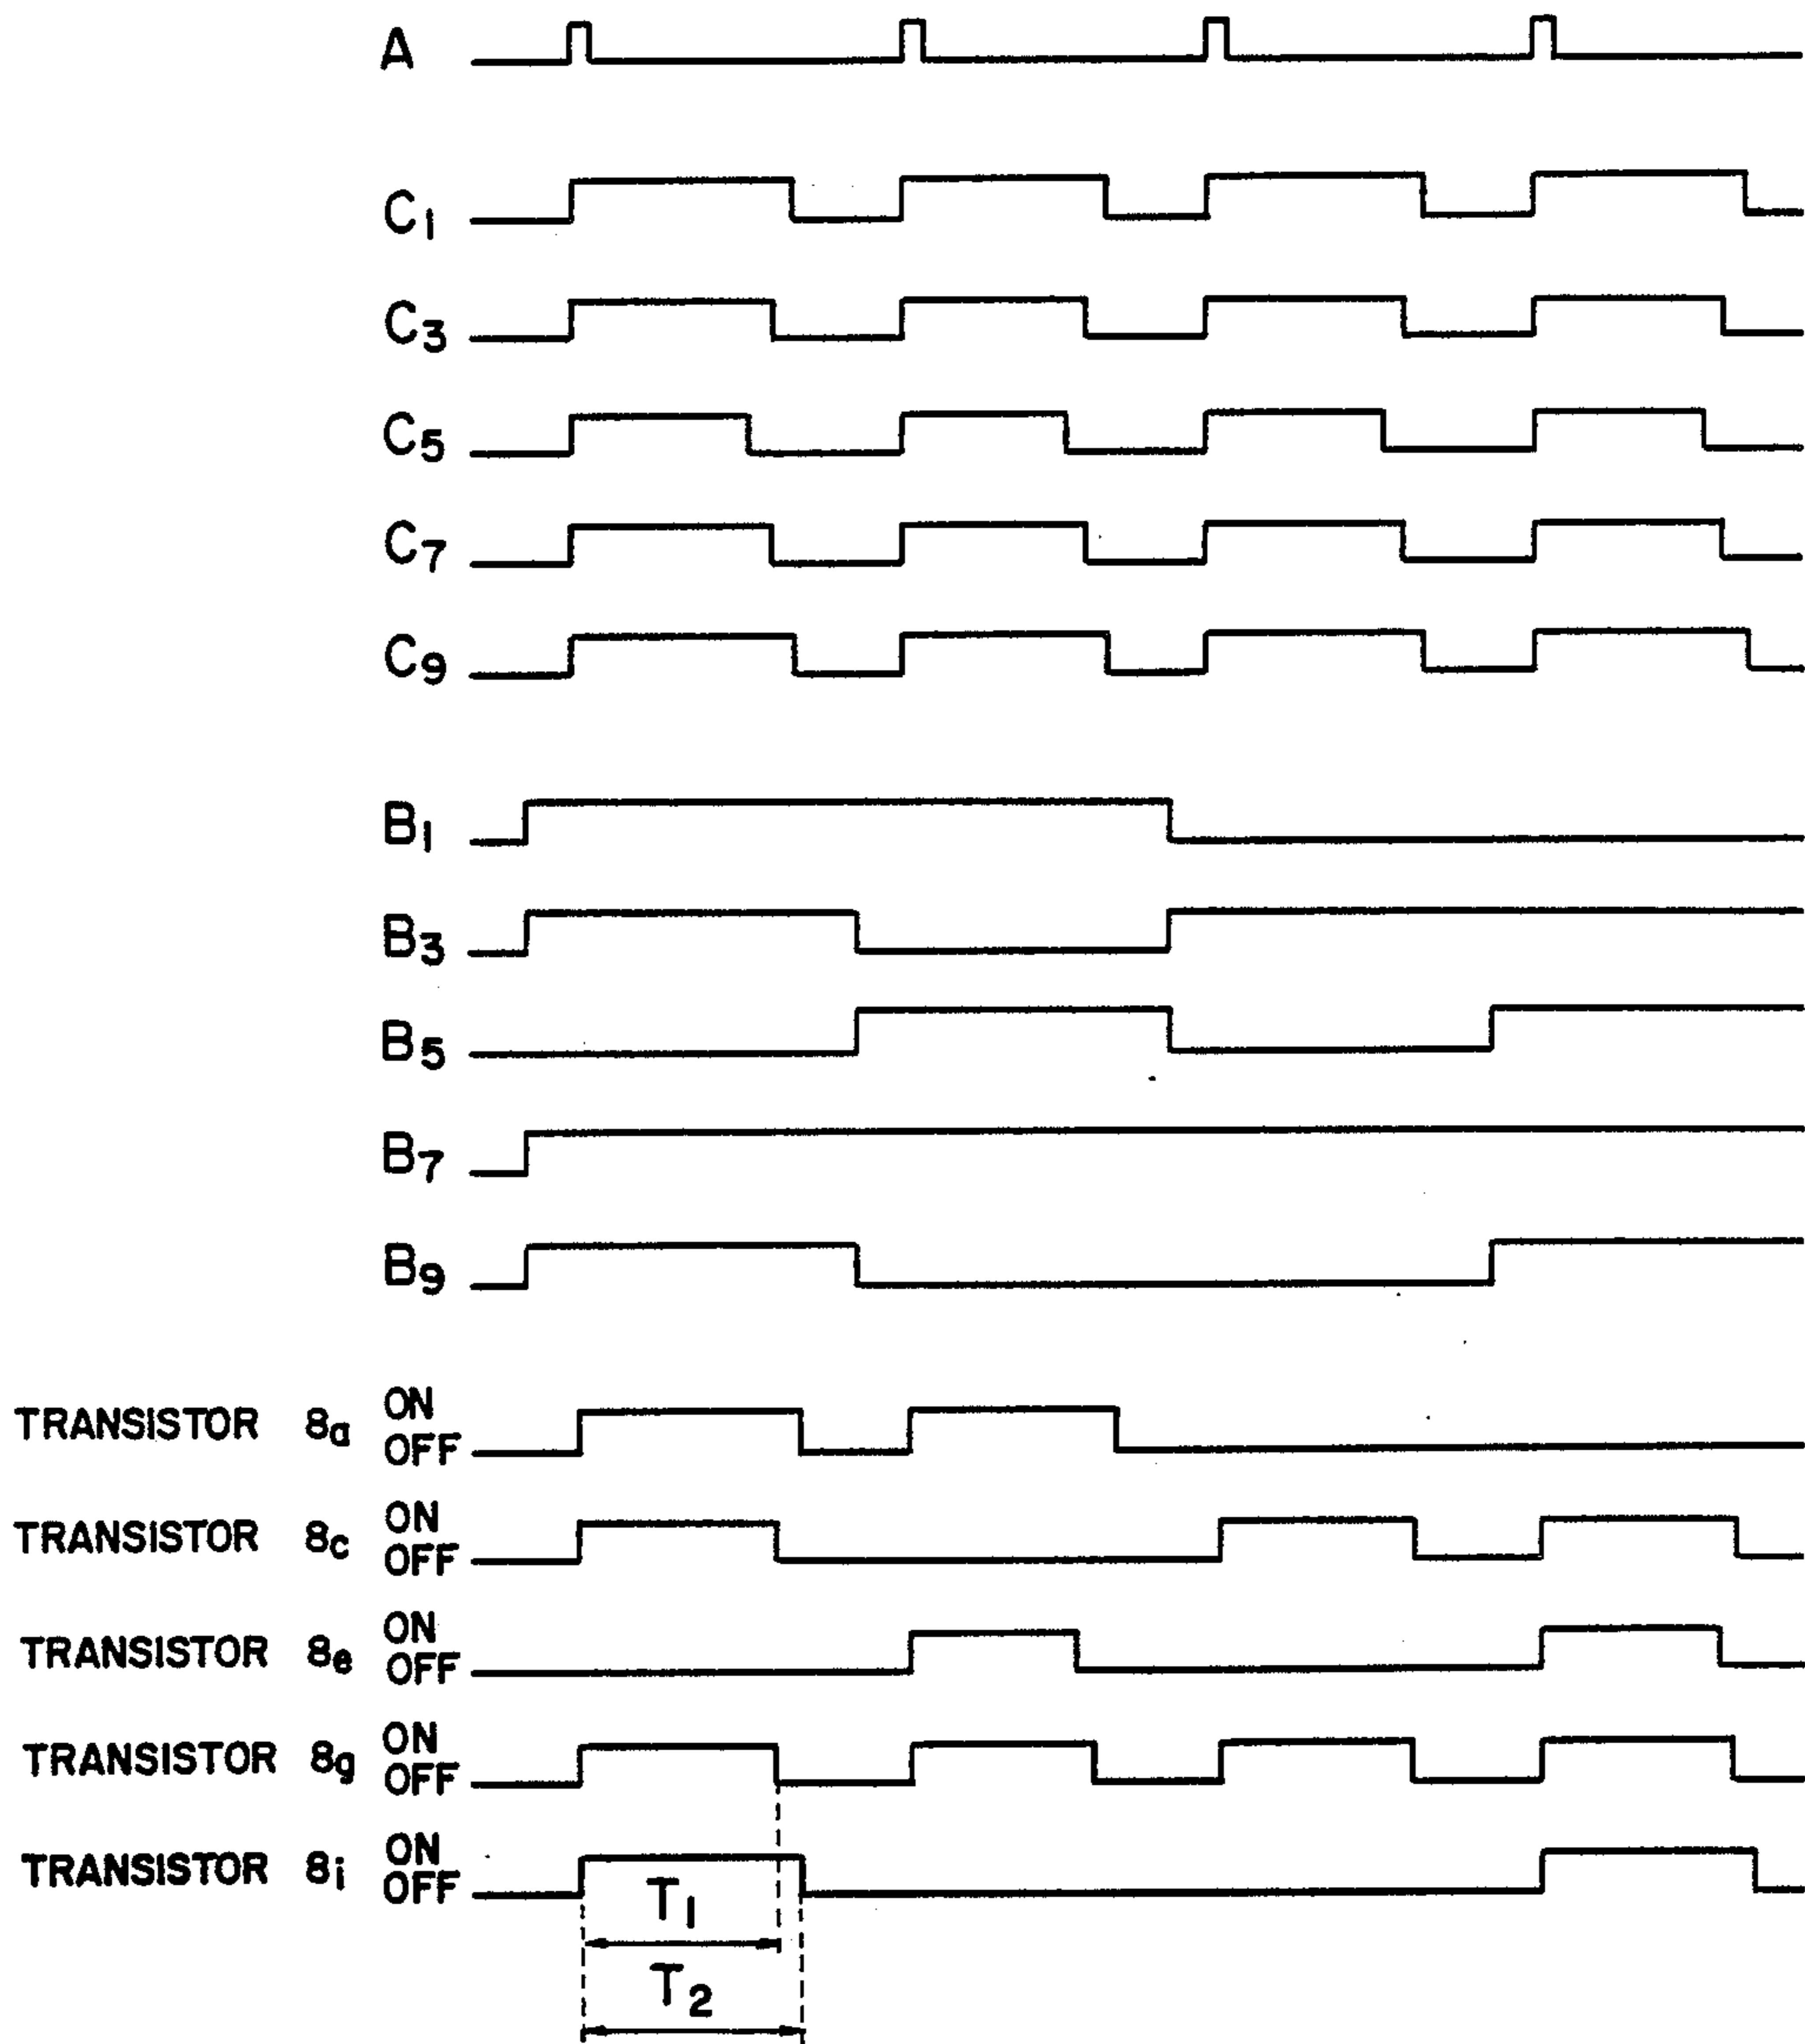 A
C1
C3
C5
C7
C9
B1
B3
B5
B7
B9
TRANSISTOR 8a ON
OFF
TRANSISTOR 8c ON
OFF
TRANSISTOR 8e ON
OFF
TRANSISTOR 8g ON
OFF
TRANSISTOR 8i ON
OFF
T1
T2